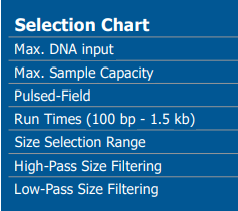 Selection Chart
Max. DNA input
Max. Sample Capacity
Pulsed-Field
Run Times (100 bp - 1.5 kb)
Size Selection Range
High-Pass Size Filtering
Low-Pass Size Filtering